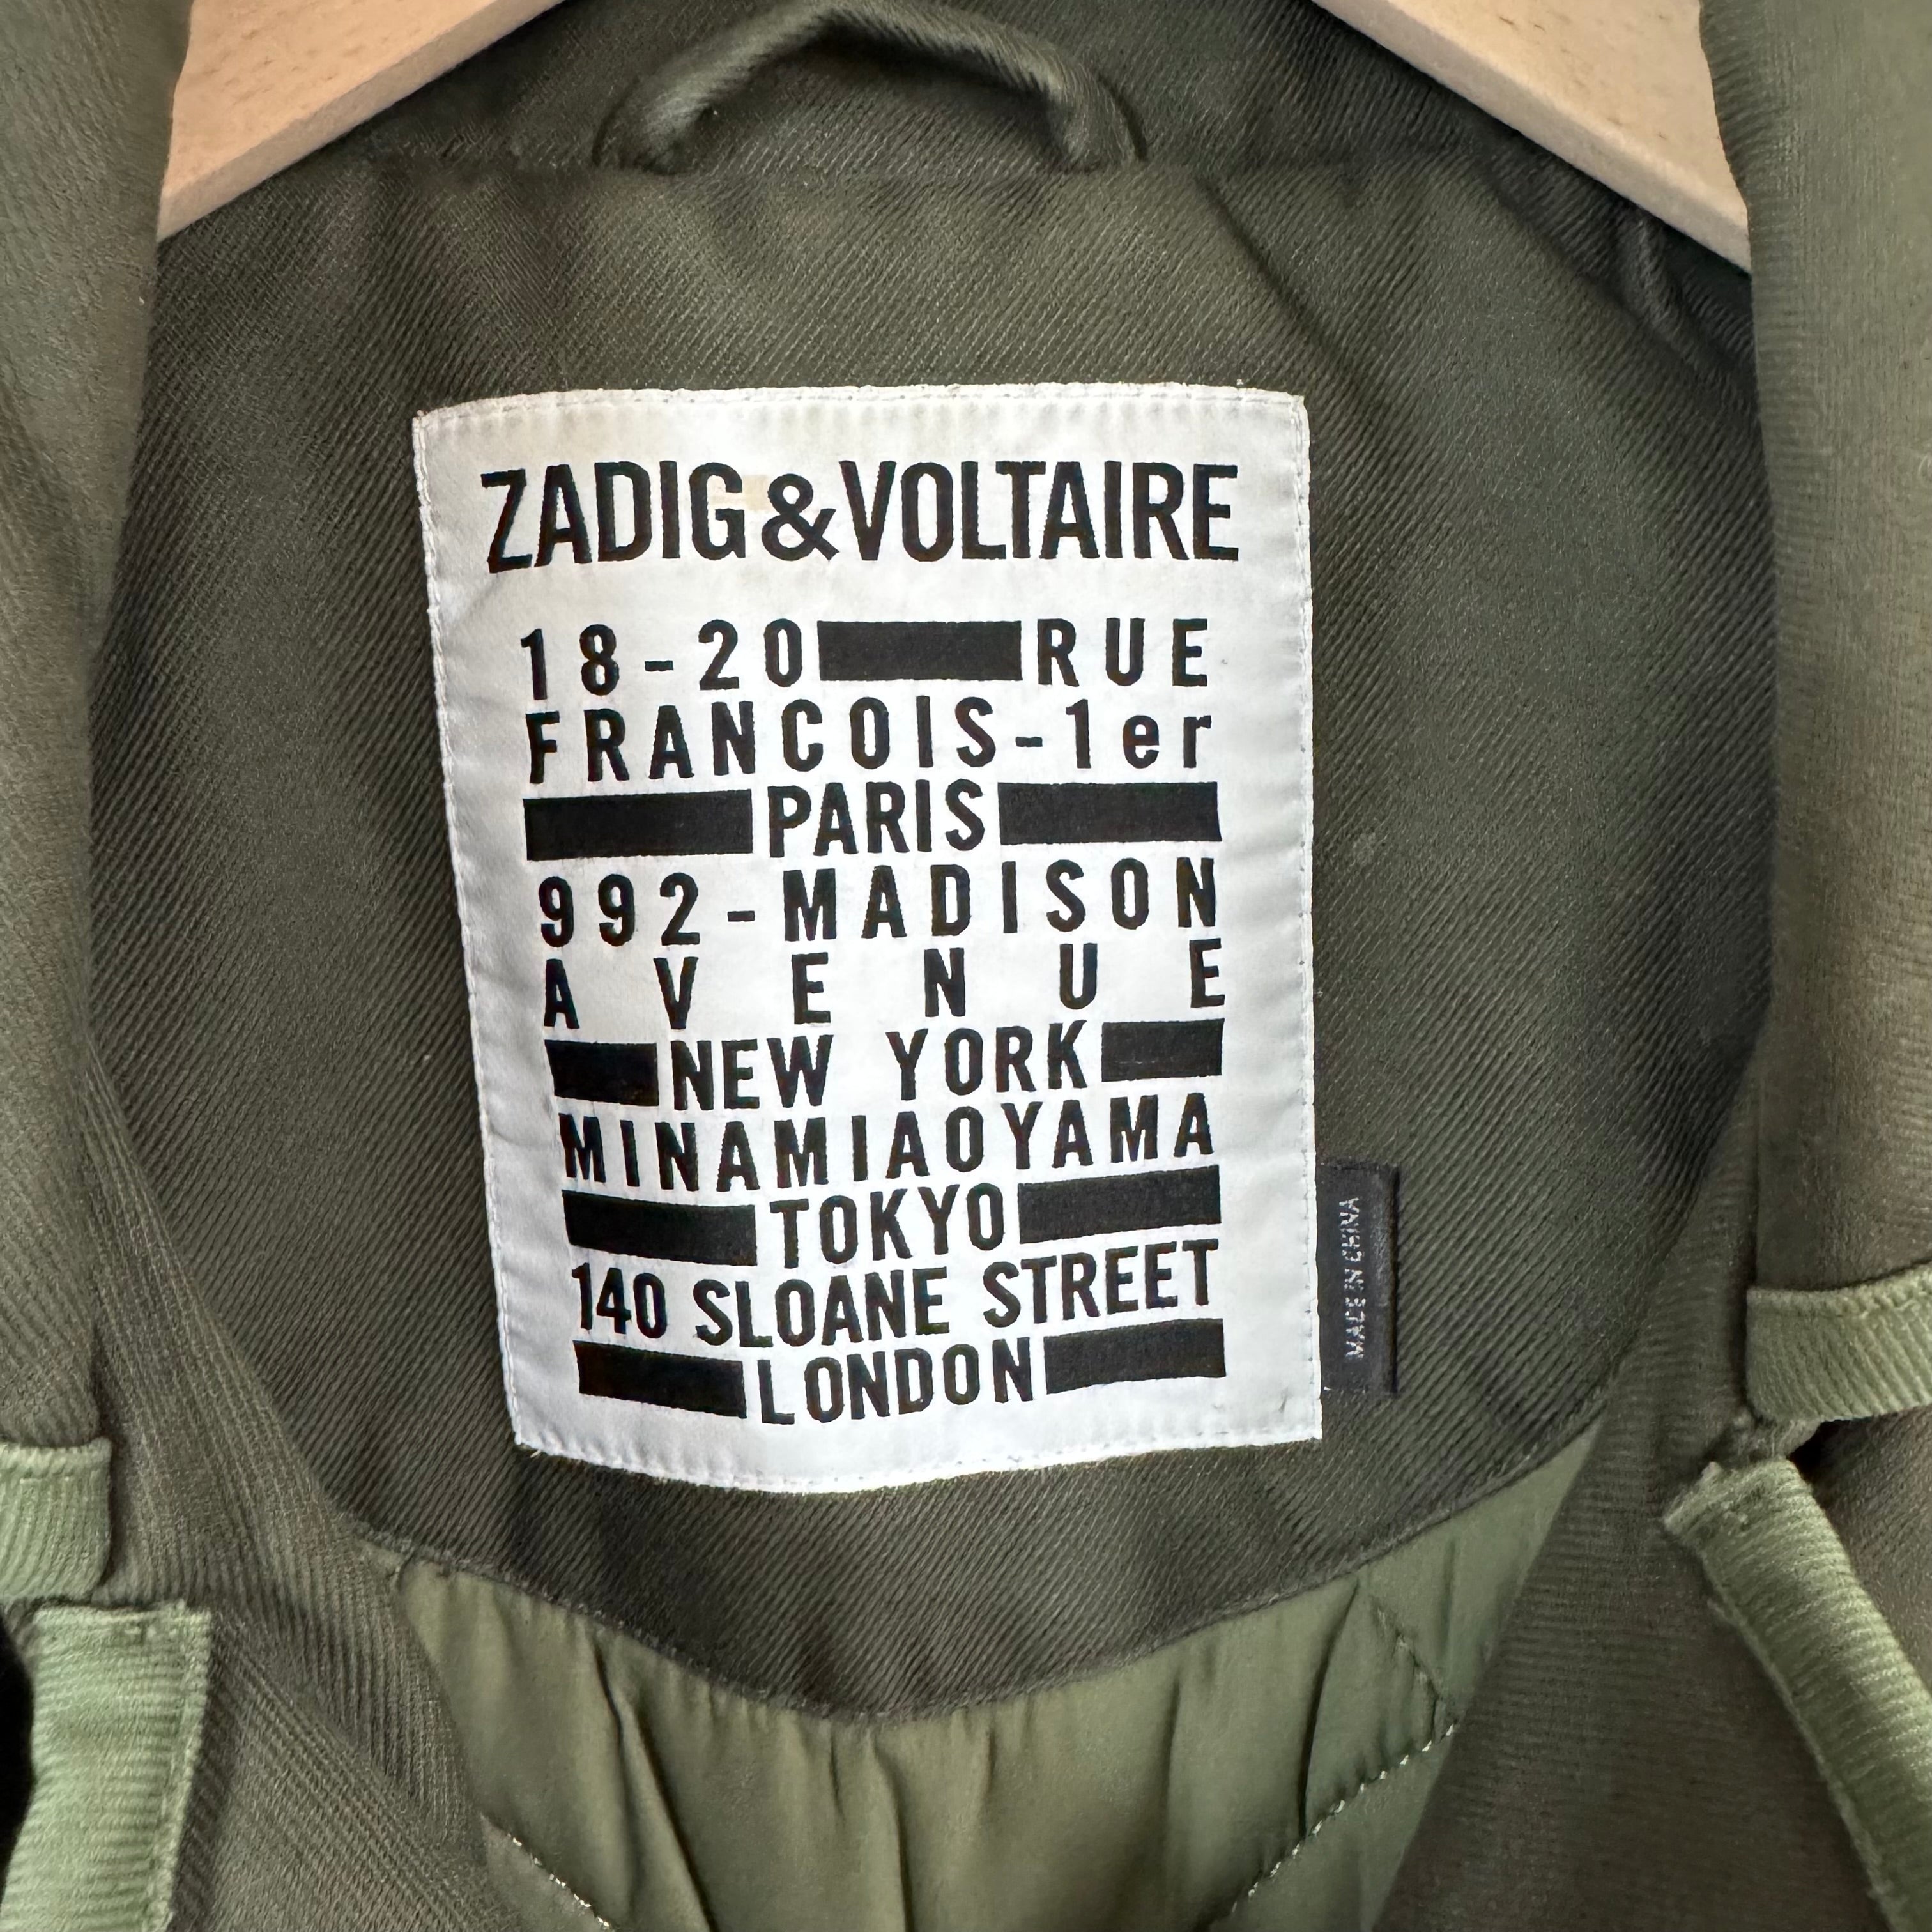 ZADIG&VOLTAIRE
18-20 RUE
FRANCOIS-1er
PARIS
992-MADISON
AVENUE
NEW YORK
MINAMIAOYAMA
TOKYO
140 SLOANE STREET
LONDON
MADE IN CHINA